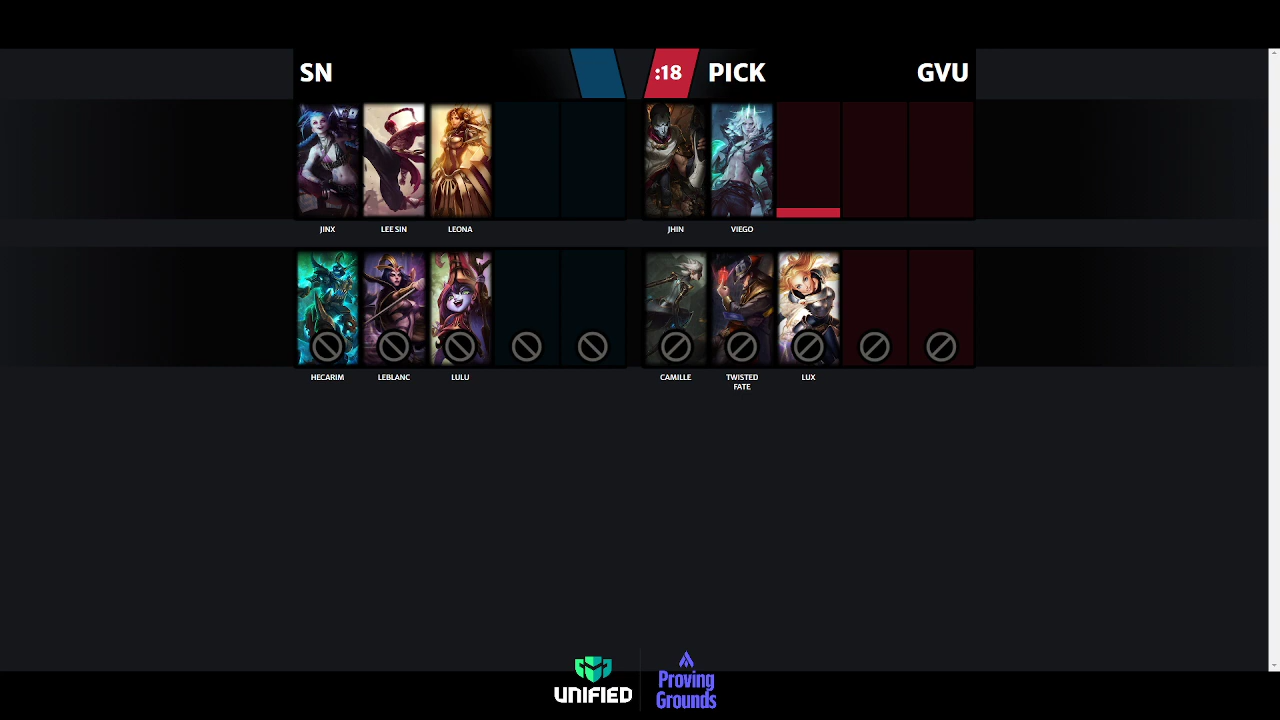 SN
:18 PICK
GVU
JINX
LEE SIN
LEONA
JHIN
VIEGO
HECARIM
LEBLANC
LULU
CAMILLE
TWISTED
FATE
LUX
UNIFIED
Proving
Grounds